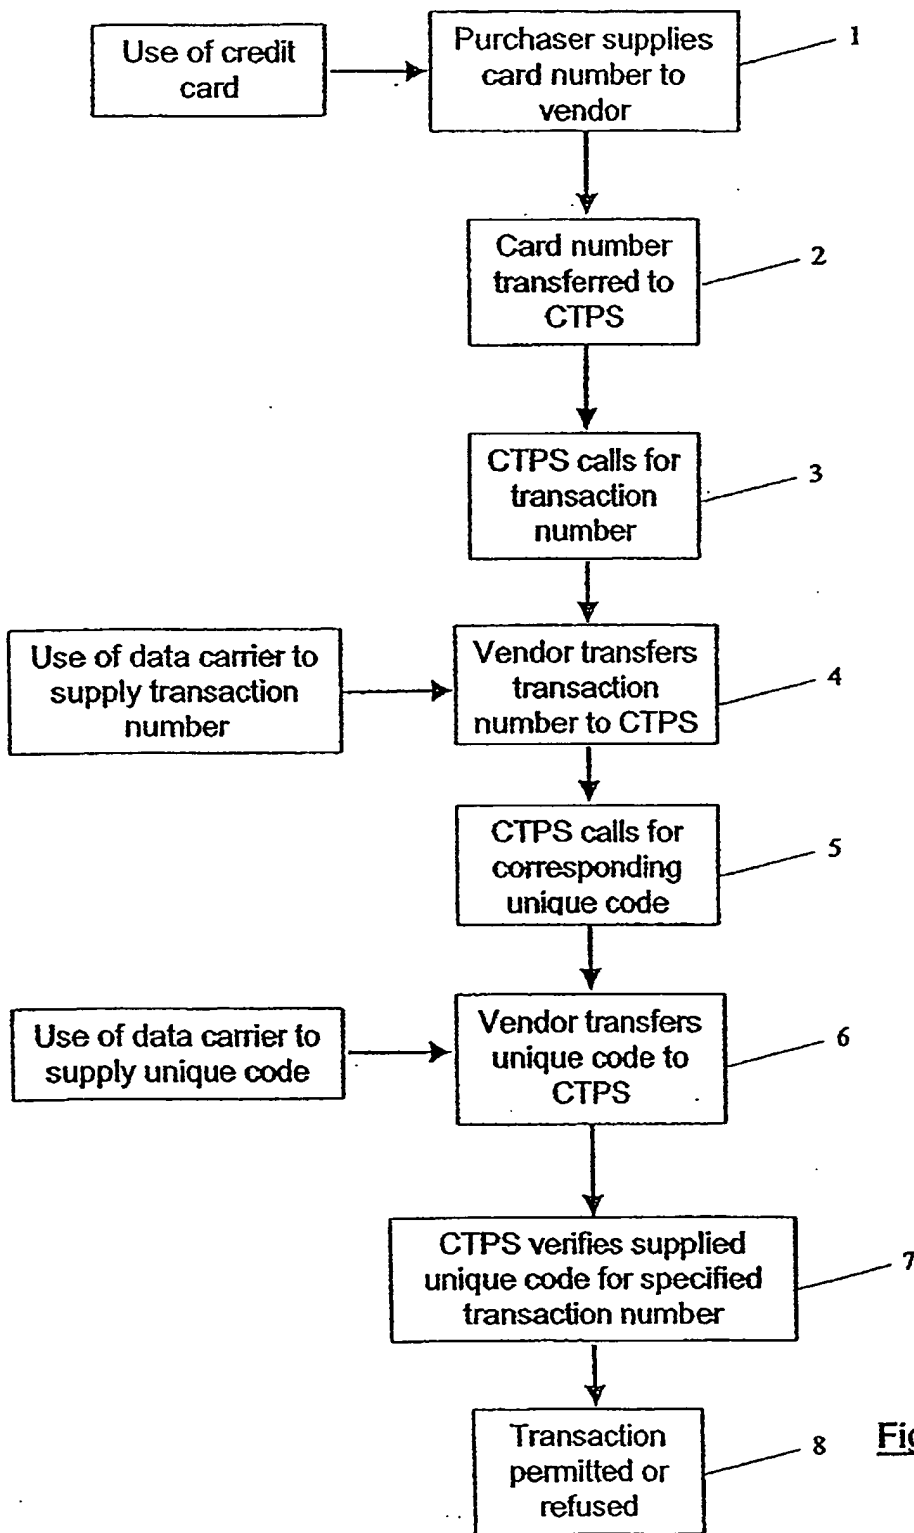 Use of credit
card
Purchaser supplies
card number to
vendor
1
Card number
transferred to
CTPS
2
CTPS calls for
transaction
number
3
Use of data carrier to
supply transaction
number
Vendor transfers
transaction
number to CTPS
4
CTPS calls for
corresponding
unique code
5
Use of data carrier to
supply unique code
Vendor transfers
unique code to
CTPS
6
CTPS verifies supplied
unique code for specified
transaction number
7
Transaction
permitted or
refused
8
Fig